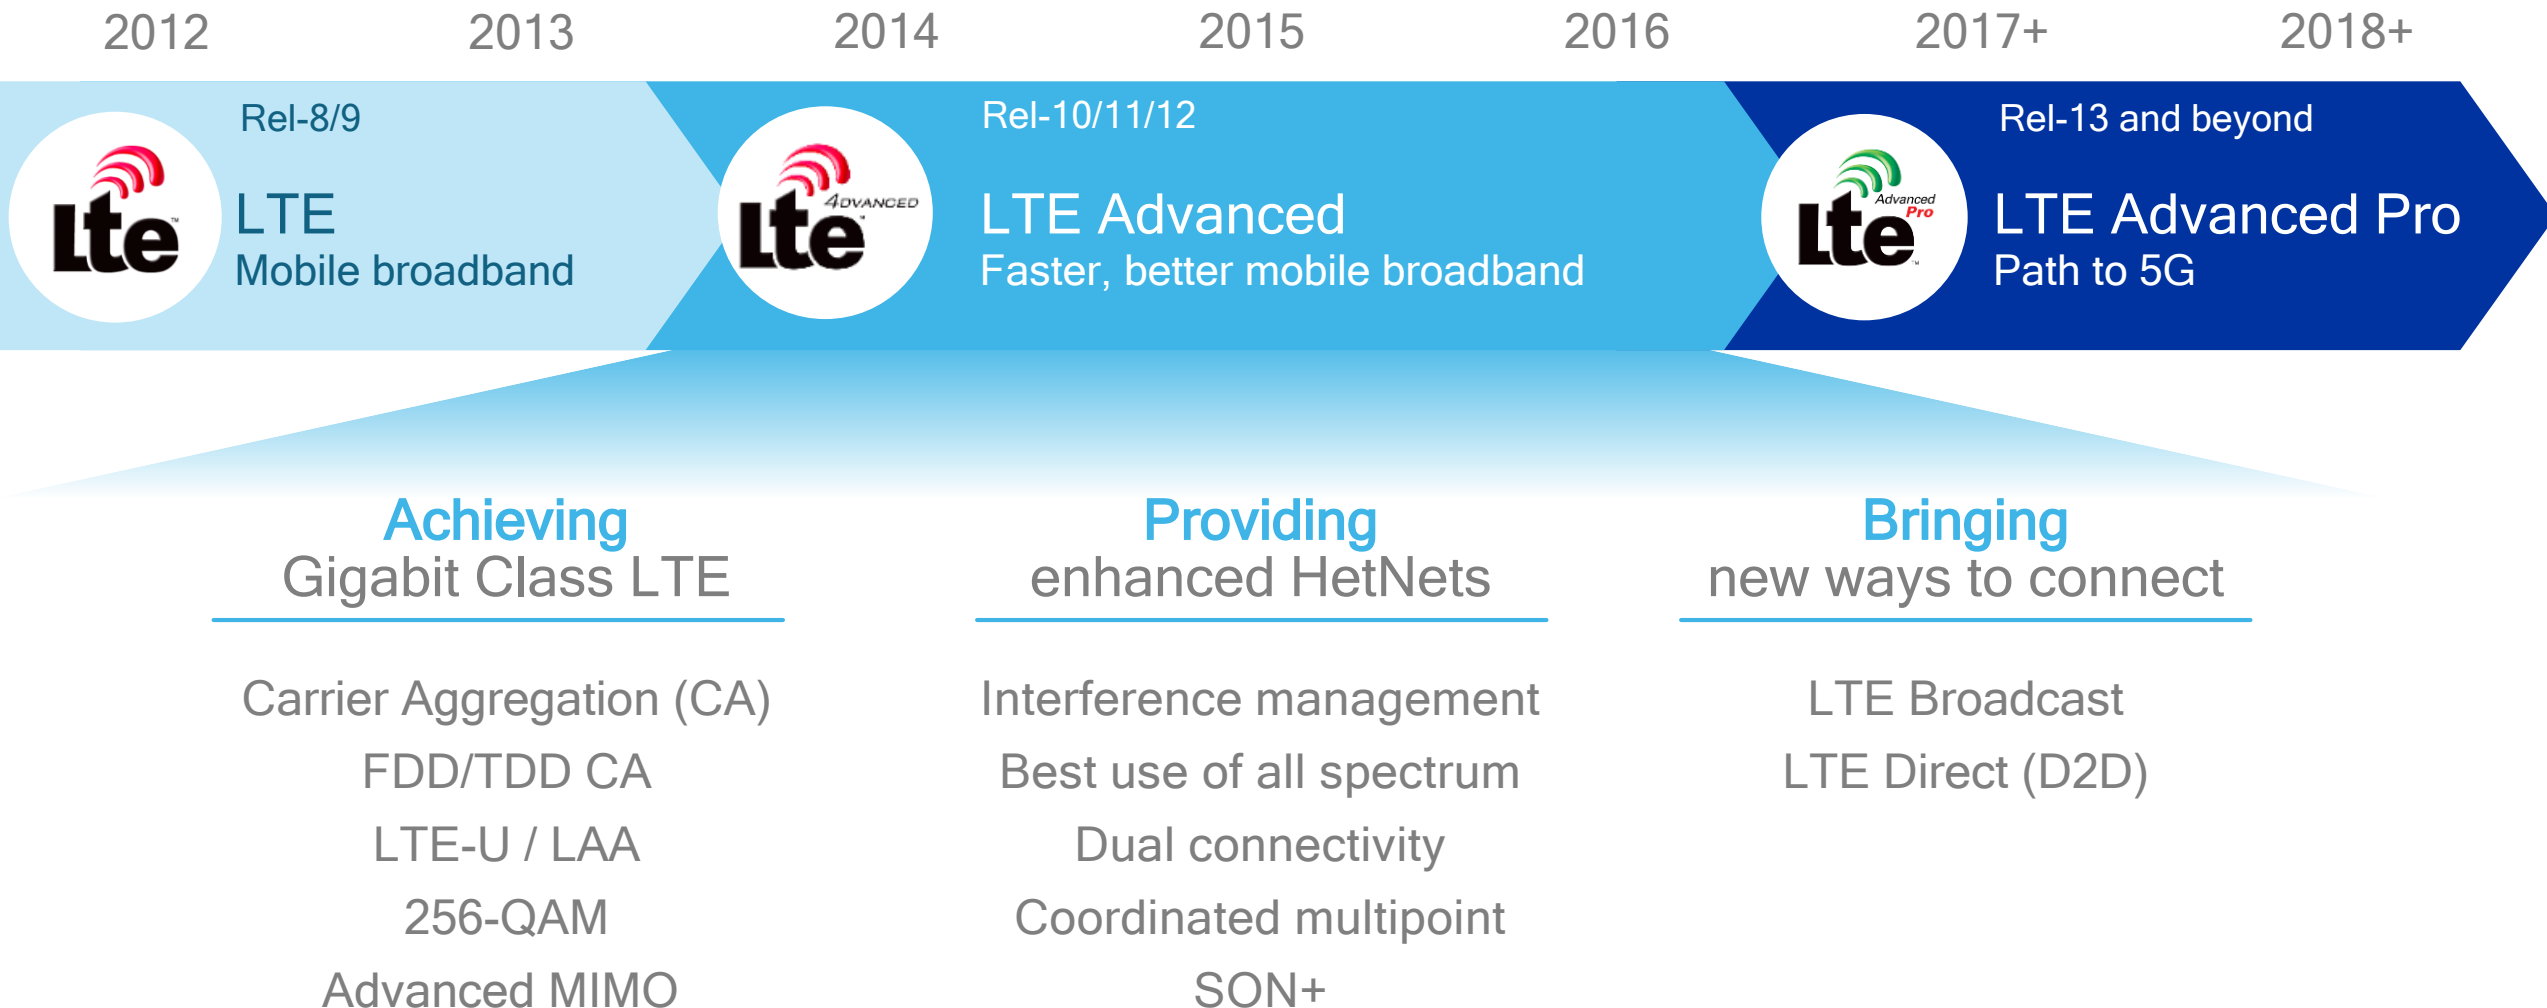 2012 2013 2014 2015 2016 2017+ 2018+
Rel-8/9
LTE
Mobile broadband
Lte™
Rel-10/11/12
LTE Advanced
Faster, better mobile broadband
Lte ADVANCED
Rel-13 and beyond
LTE Advanced Pro
Path to 5G
Lte Advanced Pro™
Achieving
Gigabit Class LTE
Carrier Aggregation (CA)
FDD/TDD CA
LTE-U / LAA
256-QAM
Advanced MIMO
Providing
enhanced HetNets
Interference management
Best use of all spectrum
Dual connectivity
Coordinated multipoint
SON+
Bringing
new ways to connect
LTE Broadcast
LTE Direct (D2D)